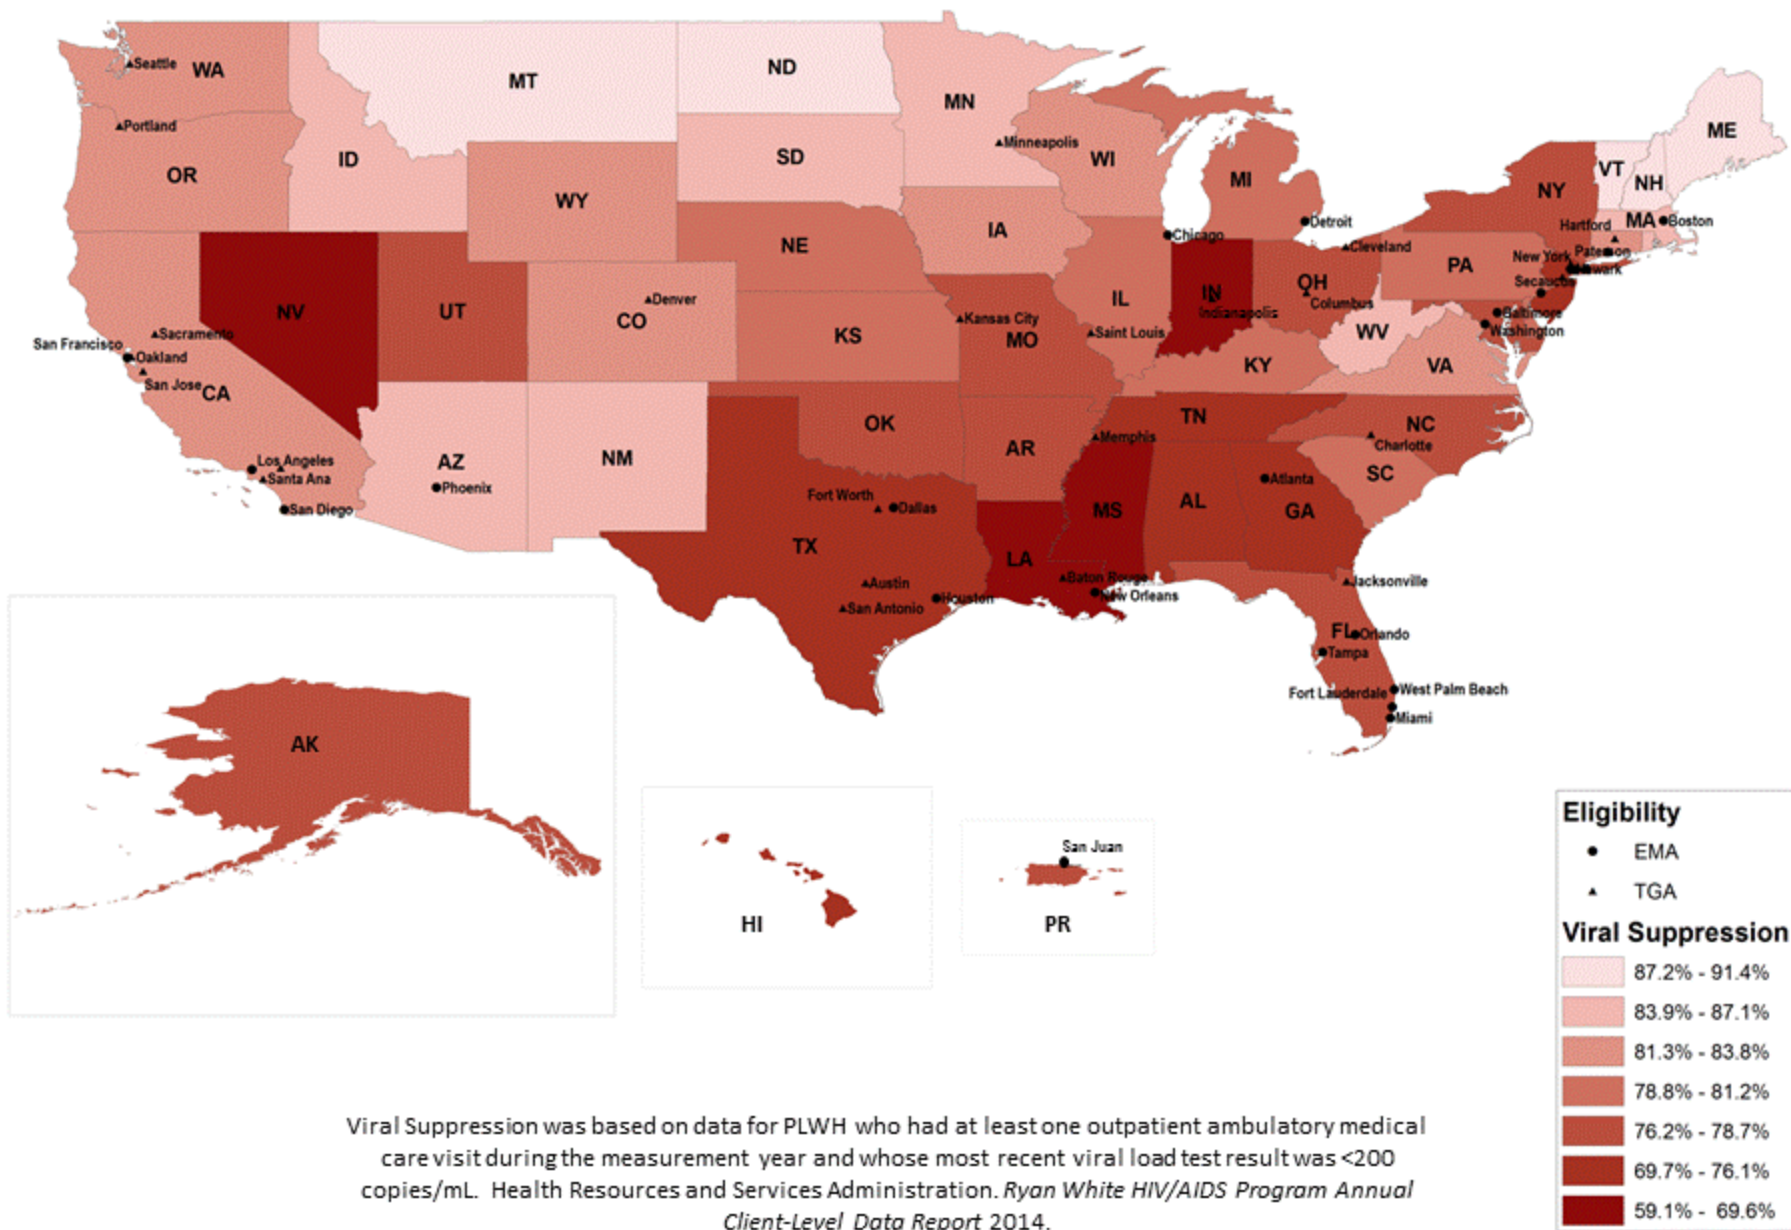 Seattle
WA
MT
ND
MN
ME
Portland
Minneapolis
VT
ID
SD
WI
OR
MI
NY
NH
WY
MA
Boston
Detroit
Hartford
IA
Chicago
NE
Cleveland
Paterson
New York
Newark
PA
Secaucus
OH
IL
IN
Denver
Columbus
NV
UT
CO
Indianapolis
Baltimore
Kansas City
Washington
Sacramento
Saint Louis
WV
San Francisco
KS
MO
Oakland
KY
VA
San Jose
CA
TN
OK
NC
Memphis
Charlotte
AR
Los Angeles
AZ
NM
SC
Santa Ana
Atlanta
Phoenix
Fort Worth
Dallas
MS
AL
GA
San Diego
TX
LA
Baton Rouge
Jacksonville
Austin
New Orleans
Houston
San Antonio
FL
Orlando
Tampa
West Palm Beach
Fort Lauderdale
Miami
AK
HI
San Juan
PR
Eligibility
EMA
TGA
Viral Suppression
87.2% - 91.4%
83.9% - 87.1%
81.3% - 83.8%
78.8% - 81.2%
76.2% - 78.7%
69.7% - 76.1%
59.1% - 69.6%
Viral Suppression was based on data for PLWH who had at least one outpatient ambulatory medical
care visit during the measurement year and whose most recent viral load test result was <200
copies/mL. Health Resources and Services Administration. Ryan White HIV/AIDS Program Annual
Client-Level Data Report 2014.